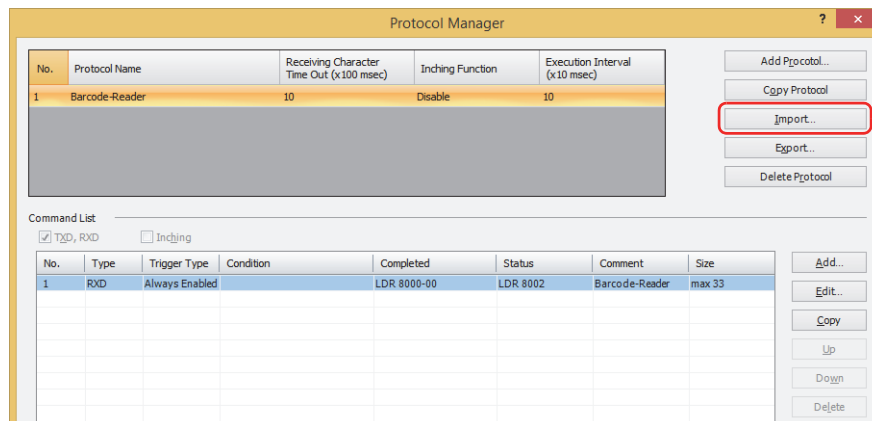 Protocol Manager
? ×
No. Protocol Name Receiving Character Time Out (x100 msec) Inching Function Execution Interval (x10 msec)
1 Barcode-Reader 10 Disable 10
Add Procotol...
Copy Protocol
Import...
Export...
Delete Protocol
Command List
TXD, RXD Inching
No. Type Trigger Type Condition Completed Status Comment Size
1 RXD Always Enabled LDR 8000-00 LDR 8002 Barcode-Reader max 33
Add...
Edit...
Copy
Up
Down
Delete